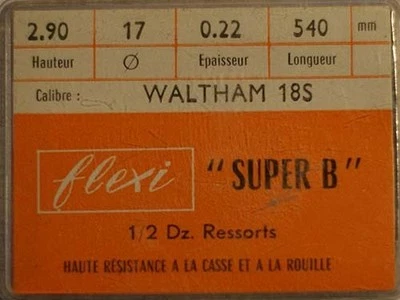 2.90 17 0.22 540 mm
Hauteur Ø Epaisseur Longueur
Calibre : WALTHAM 18S
flexi "SUPER B"
1/2 Dz. Ressorts
HAUTE RÉSISTANCE A LA CASSE ET A LA ROUILLE